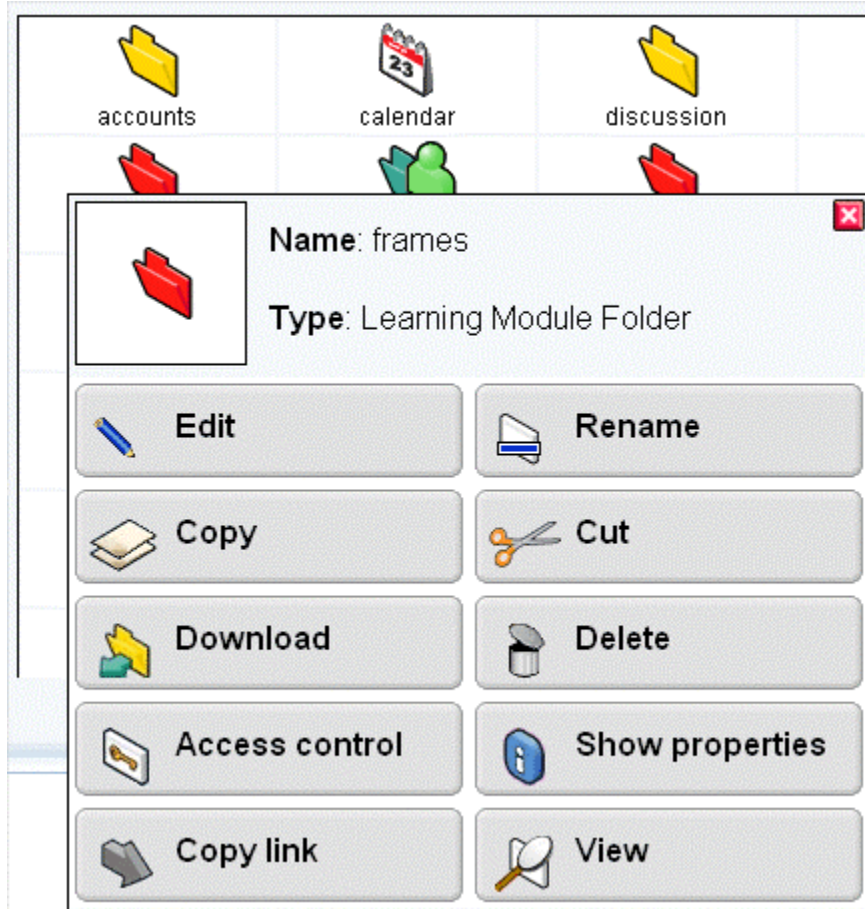 23
accounts calendar discussion
Name: frames
Type: Learning Module Folder
Edit Rename
Copy Cut
Download Delete
Access control Show properties
Copy link View